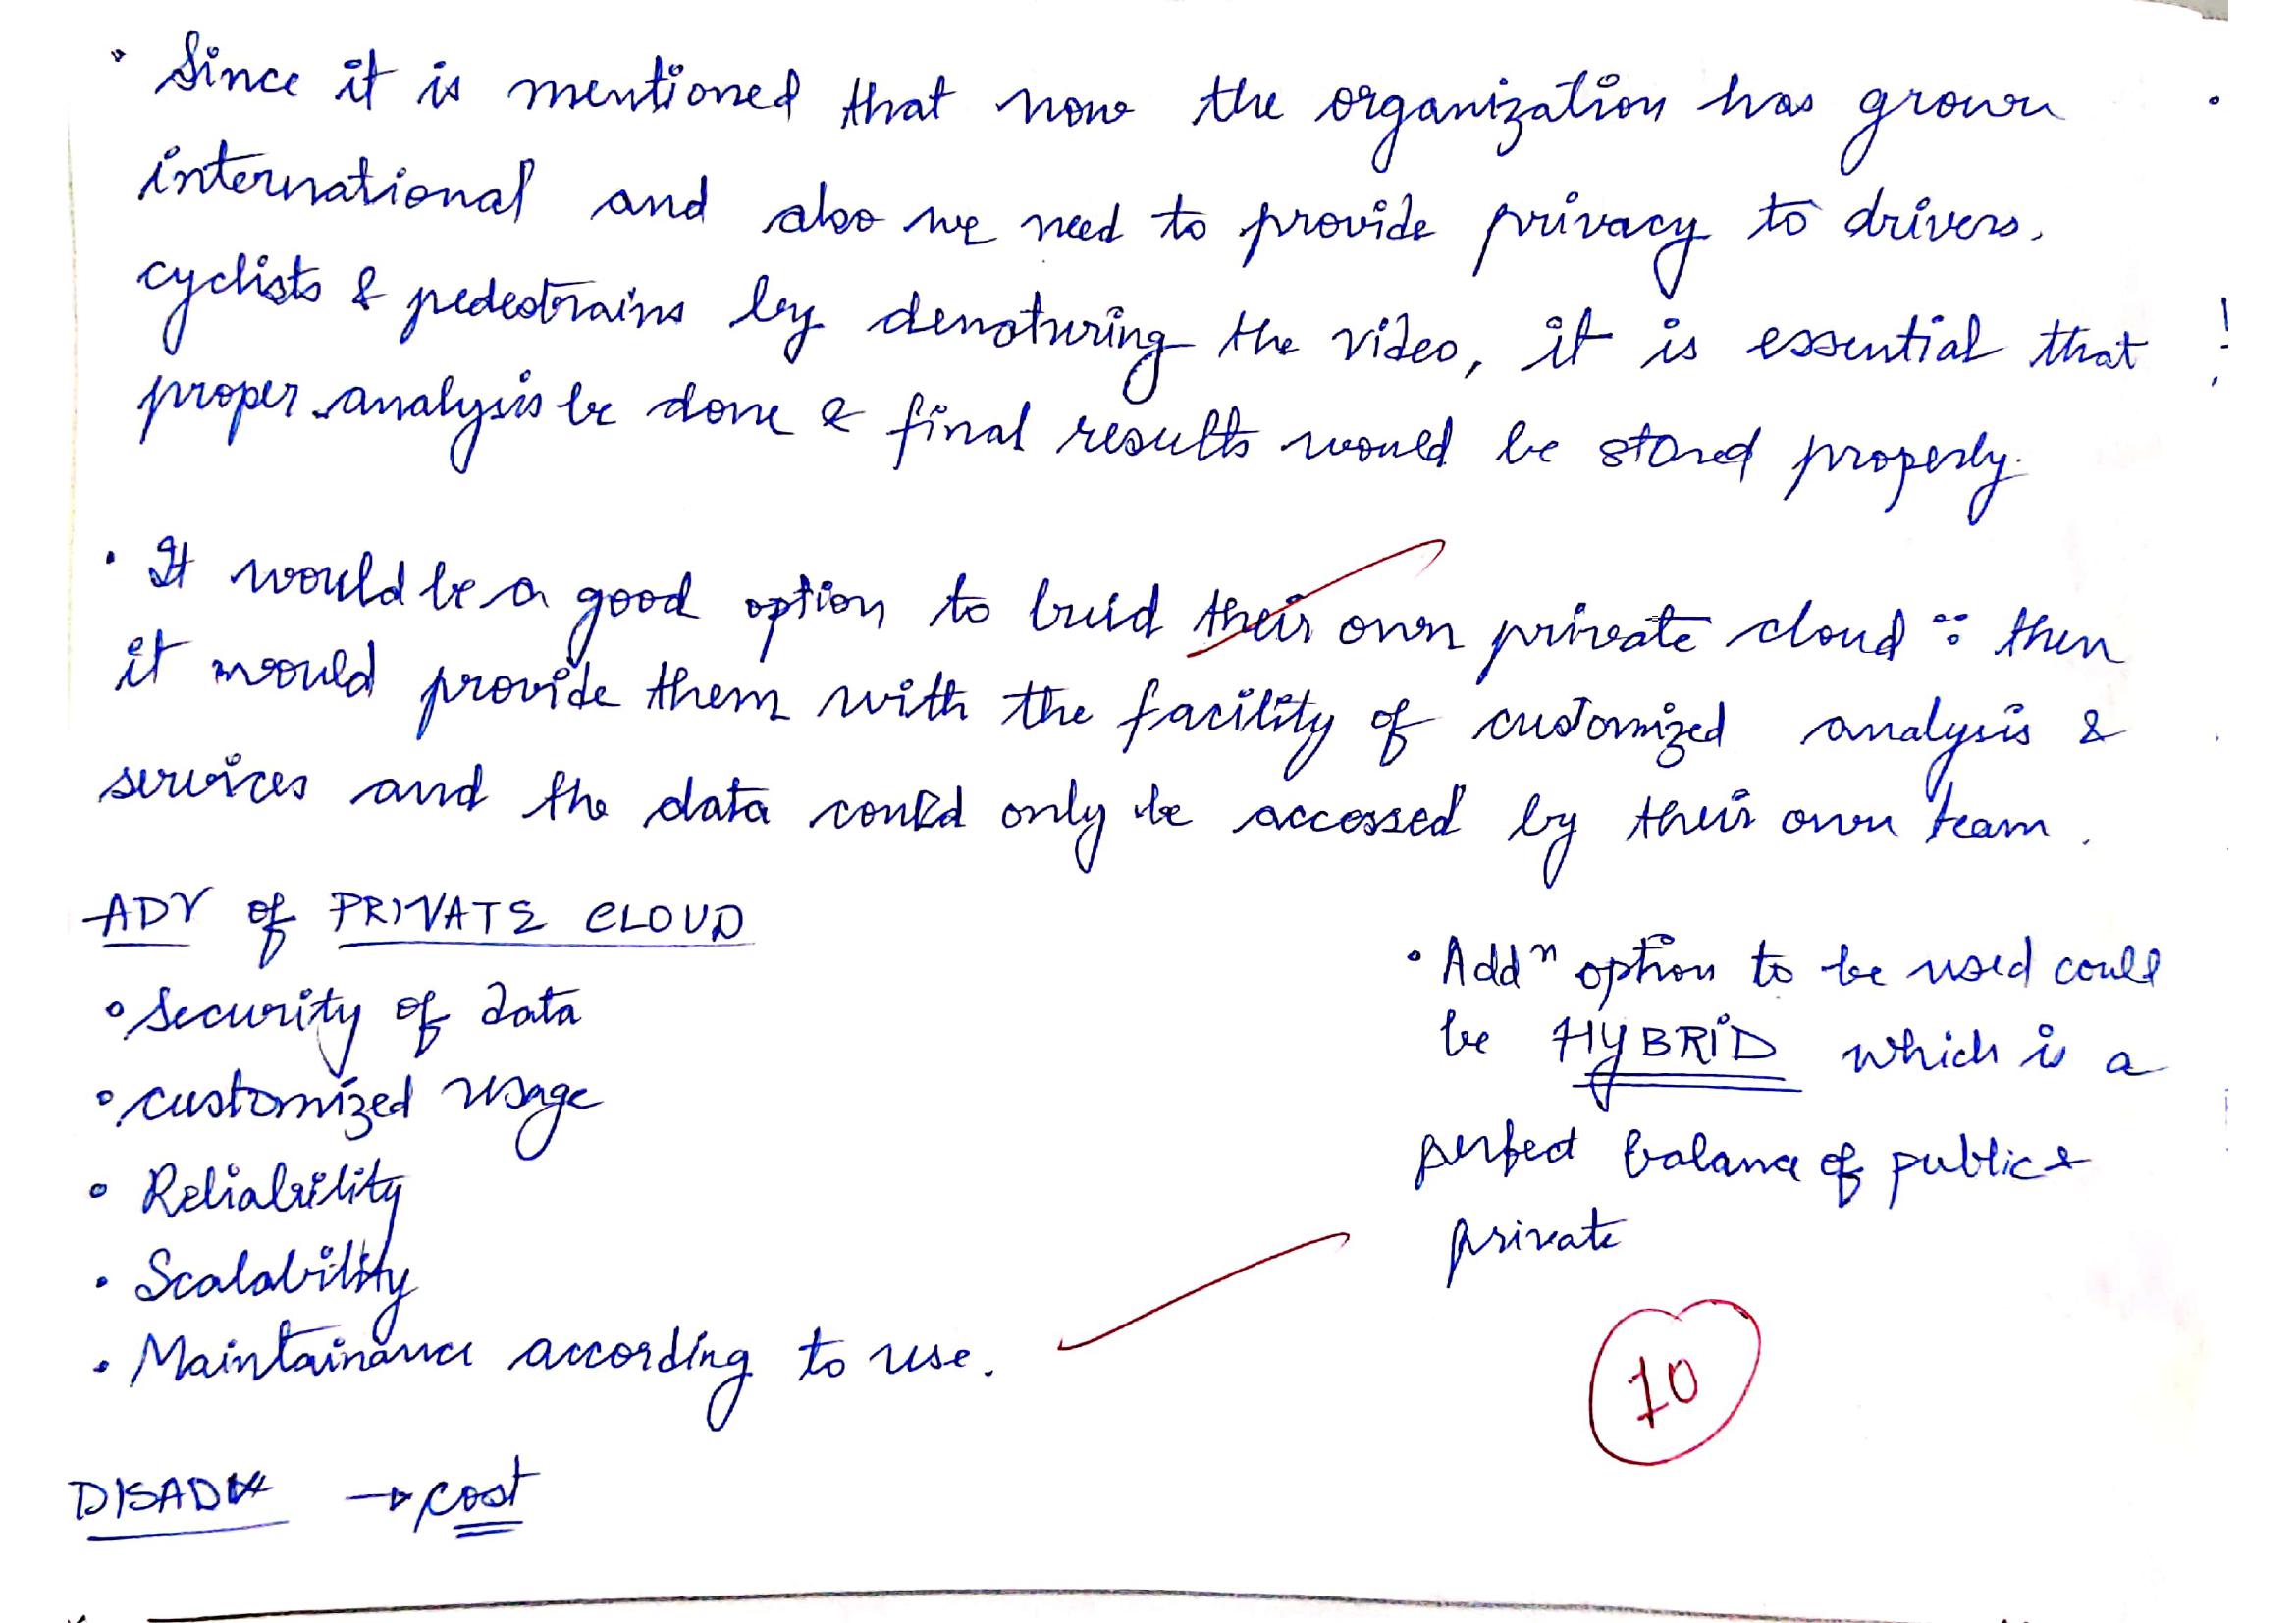 • Since it is mentioned that now the organization has grown
international and also we need to provide privacy to drivers,
cyclists & pedestrains by denaturing the video, it is essential that
proper analysis be done & final results would be stored properly.
• It would be a good option to buid their own private cloud ∵ then
it would provide them with the facility of customized analysis &
services and the data could only be accessed by their own team.
ADV of PRIVATE CLOUD
• Security of data
• customized usage
• Reliability
• Scalability
• Maintainance according to use.
DISADV → cost
• Addⁿ option to be used could
be HYBRID which is a
perfect balance of public &
private
10